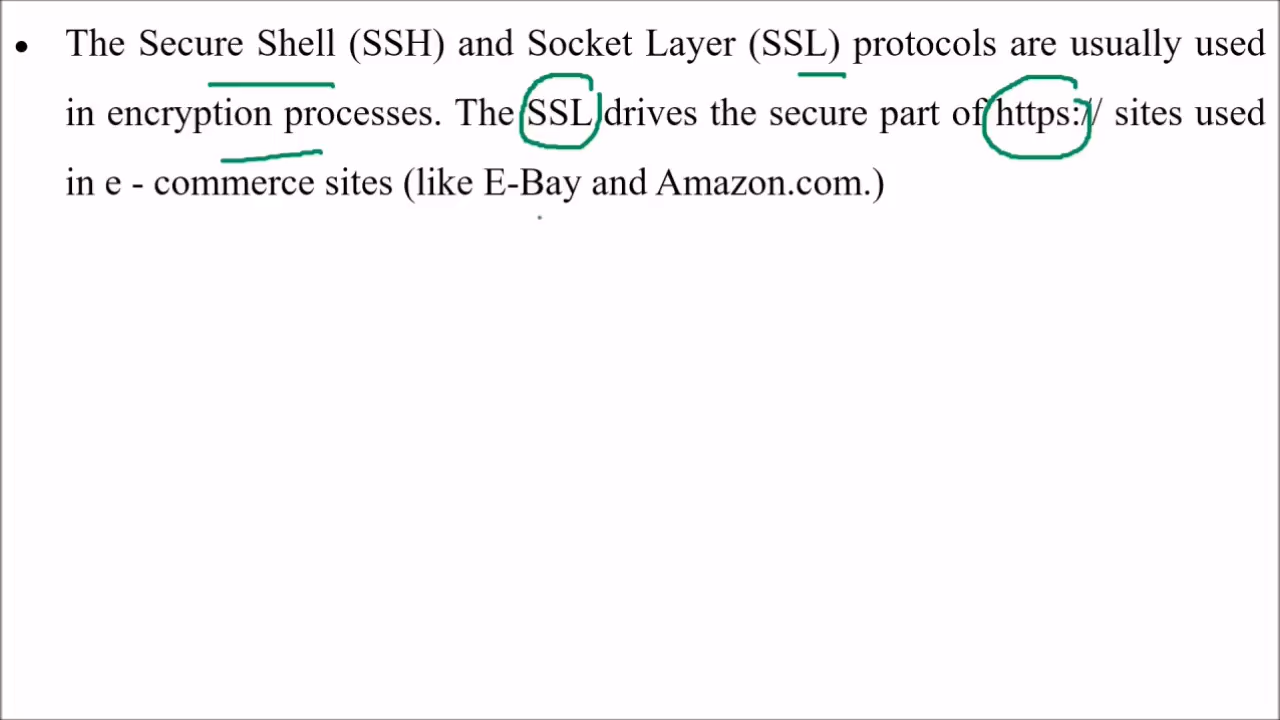 • The Secure Shell (SSH) and Socket Layer (SSL) protocols are usually used
in encryption processes. The SSL drives the secure part of https:// sites used
in e - commerce sites (like E-Bay and Amazon.com.)